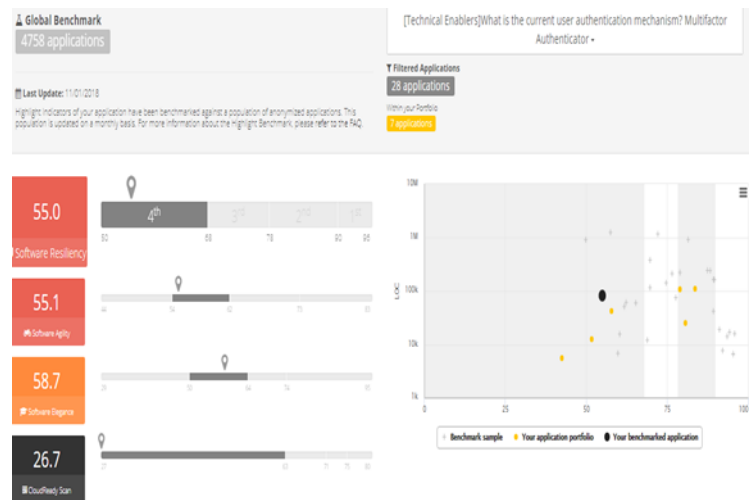 Global Benchmark
4758 applications
Last Update: 11/01/2018
Highlight indicators of your application have been benchmarked against a population of anonymized applications. This
population is updated on a monthly basis. For more information about the Highlight Benchmark, please refer to the FAQ.
[Technical Enablers]What is the current user authentication mechanism? Multifactor
Authenticator
Filtered Applications
28 applications
Within your Portfolio
7 applications
55.0
Software Resiliency
4th 3rd 2nd 1st
78 90
55.1
Software Agility
58.7
Software Elegance
26.7
CloudReady Scan
10M
1M
100k
10k
1k
LOC
0 25 50 75 100
Benchmark sample Your application portfolio Your benchmarked application